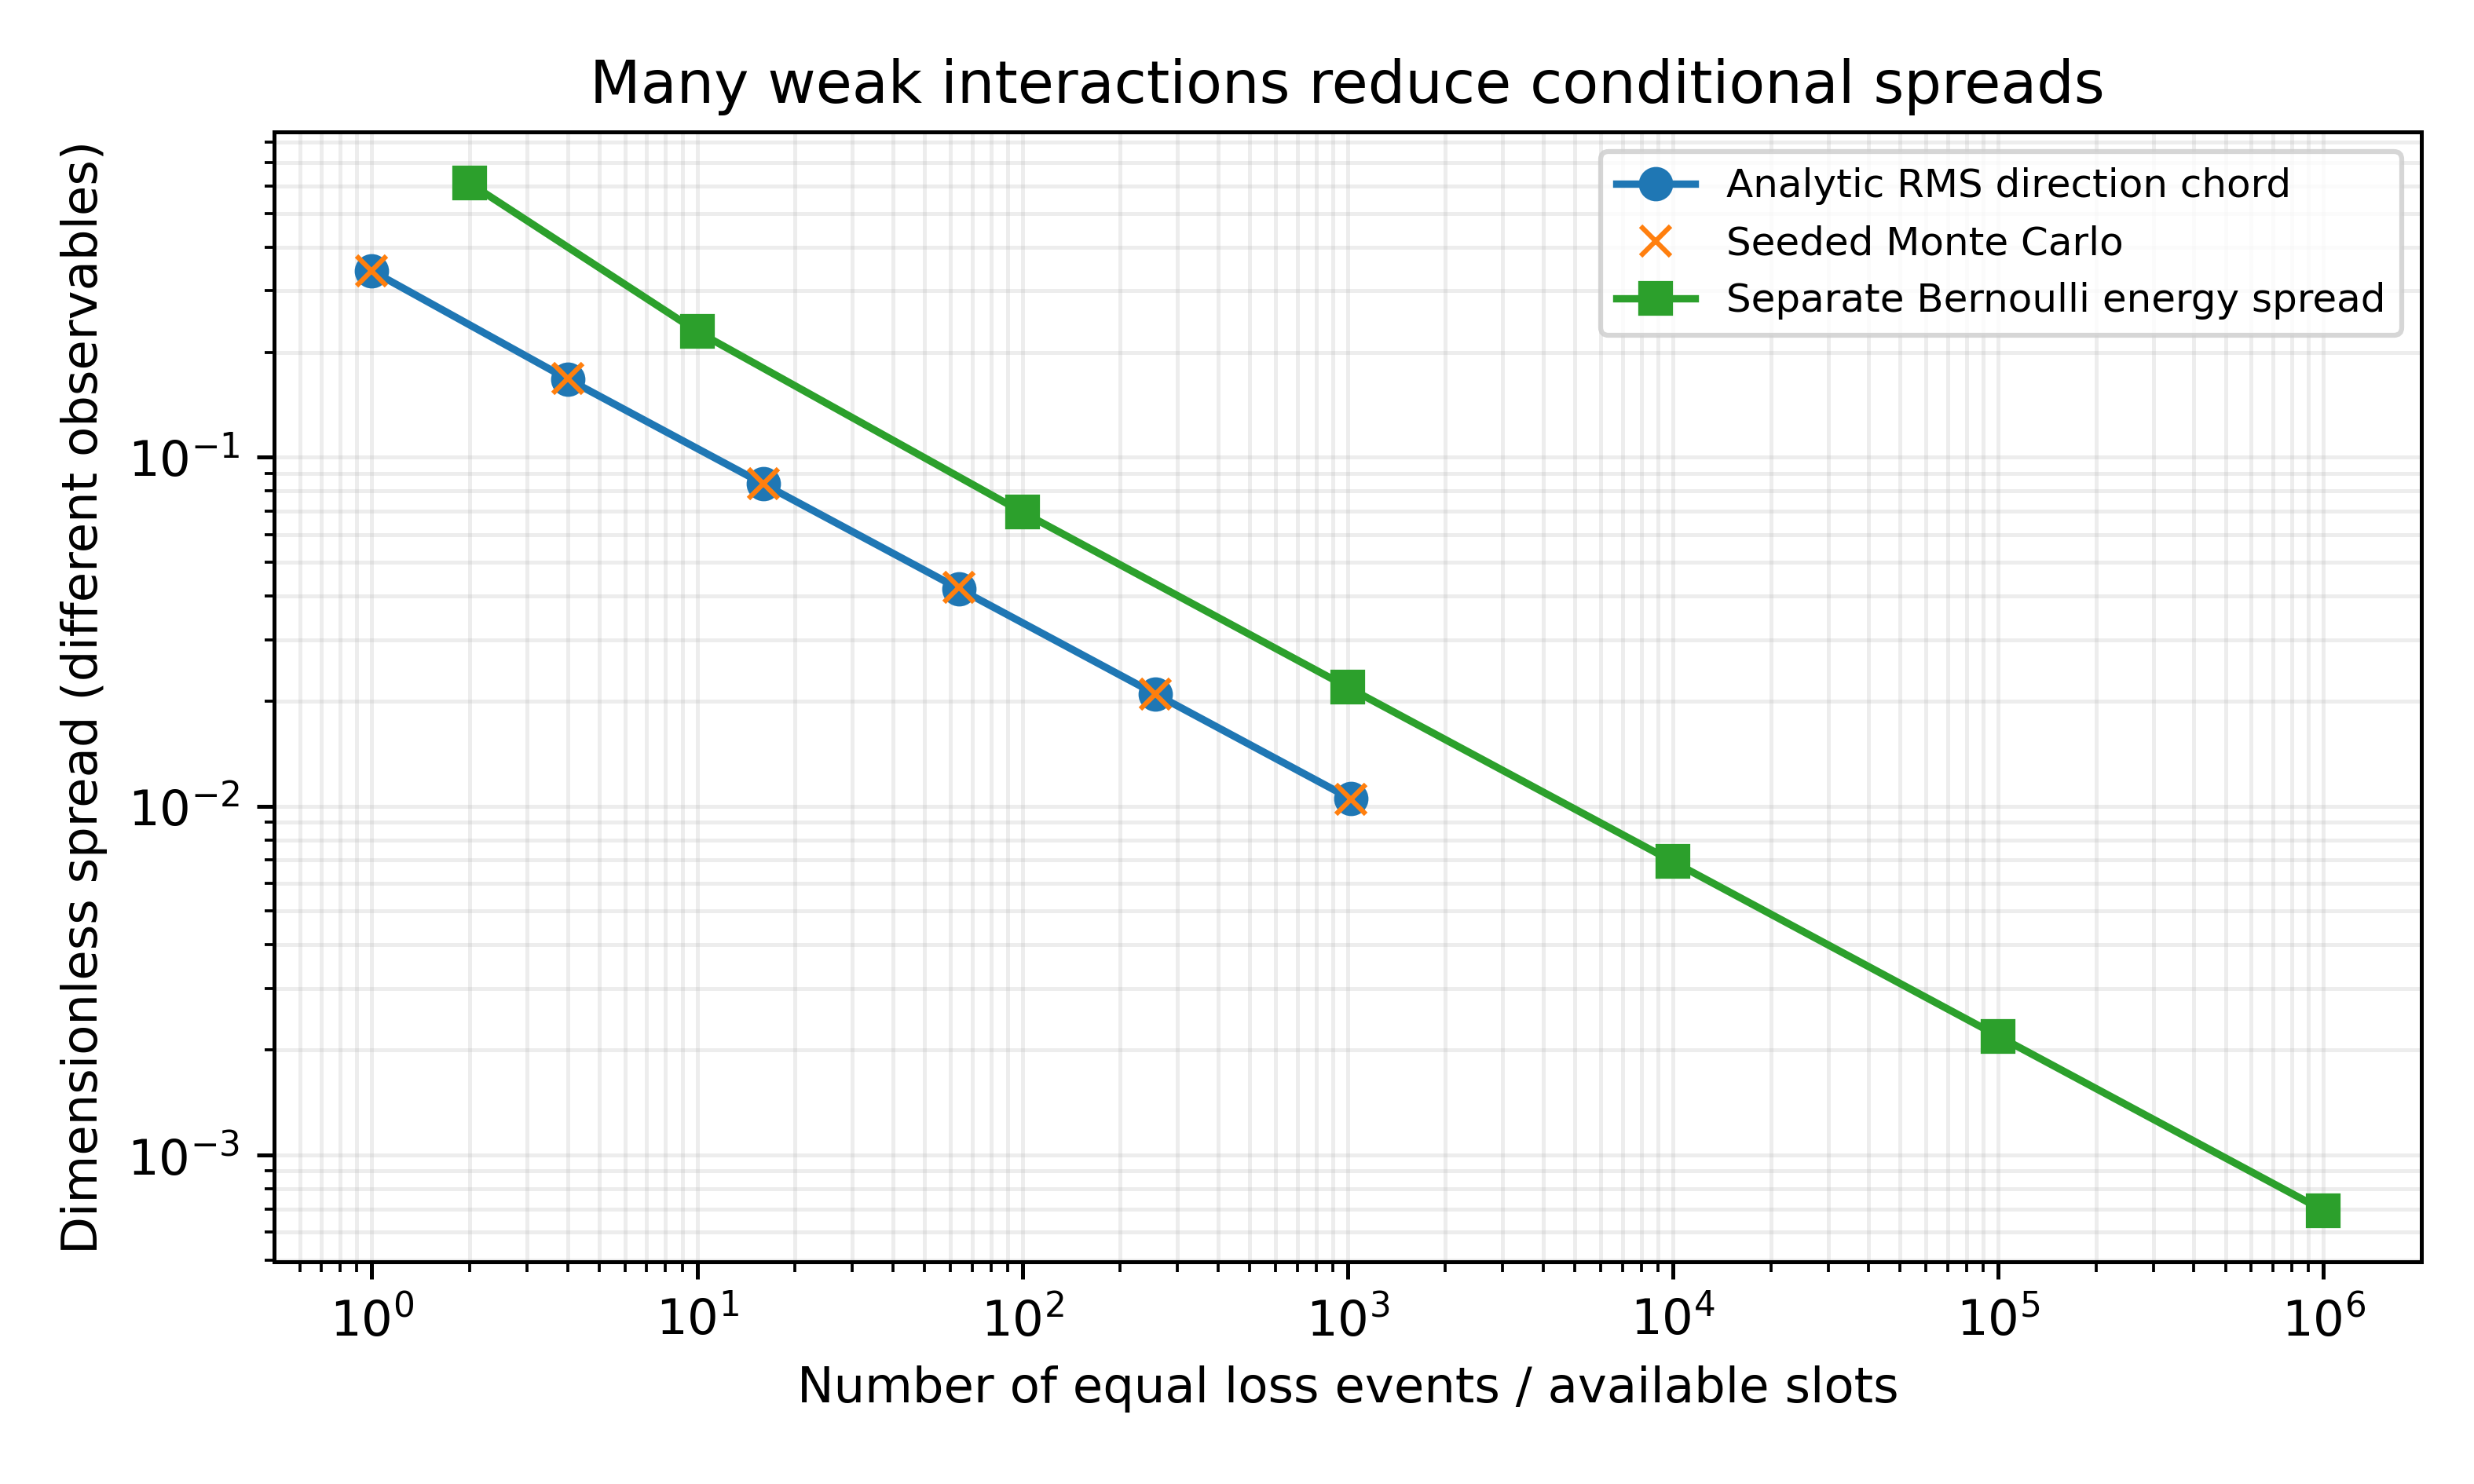 Many weak interactions reduce conditional spreads
Dimensionless spread (different observables)
Analytic RMS direction chord
Seeded Monte Carlo
Separate Bernoulli energy spread
10⁻¹
10⁻²
10⁻³
10⁰ 10¹ 10² 10³ 10⁴ 10⁵ 10⁶
Number of equal loss events / available slots